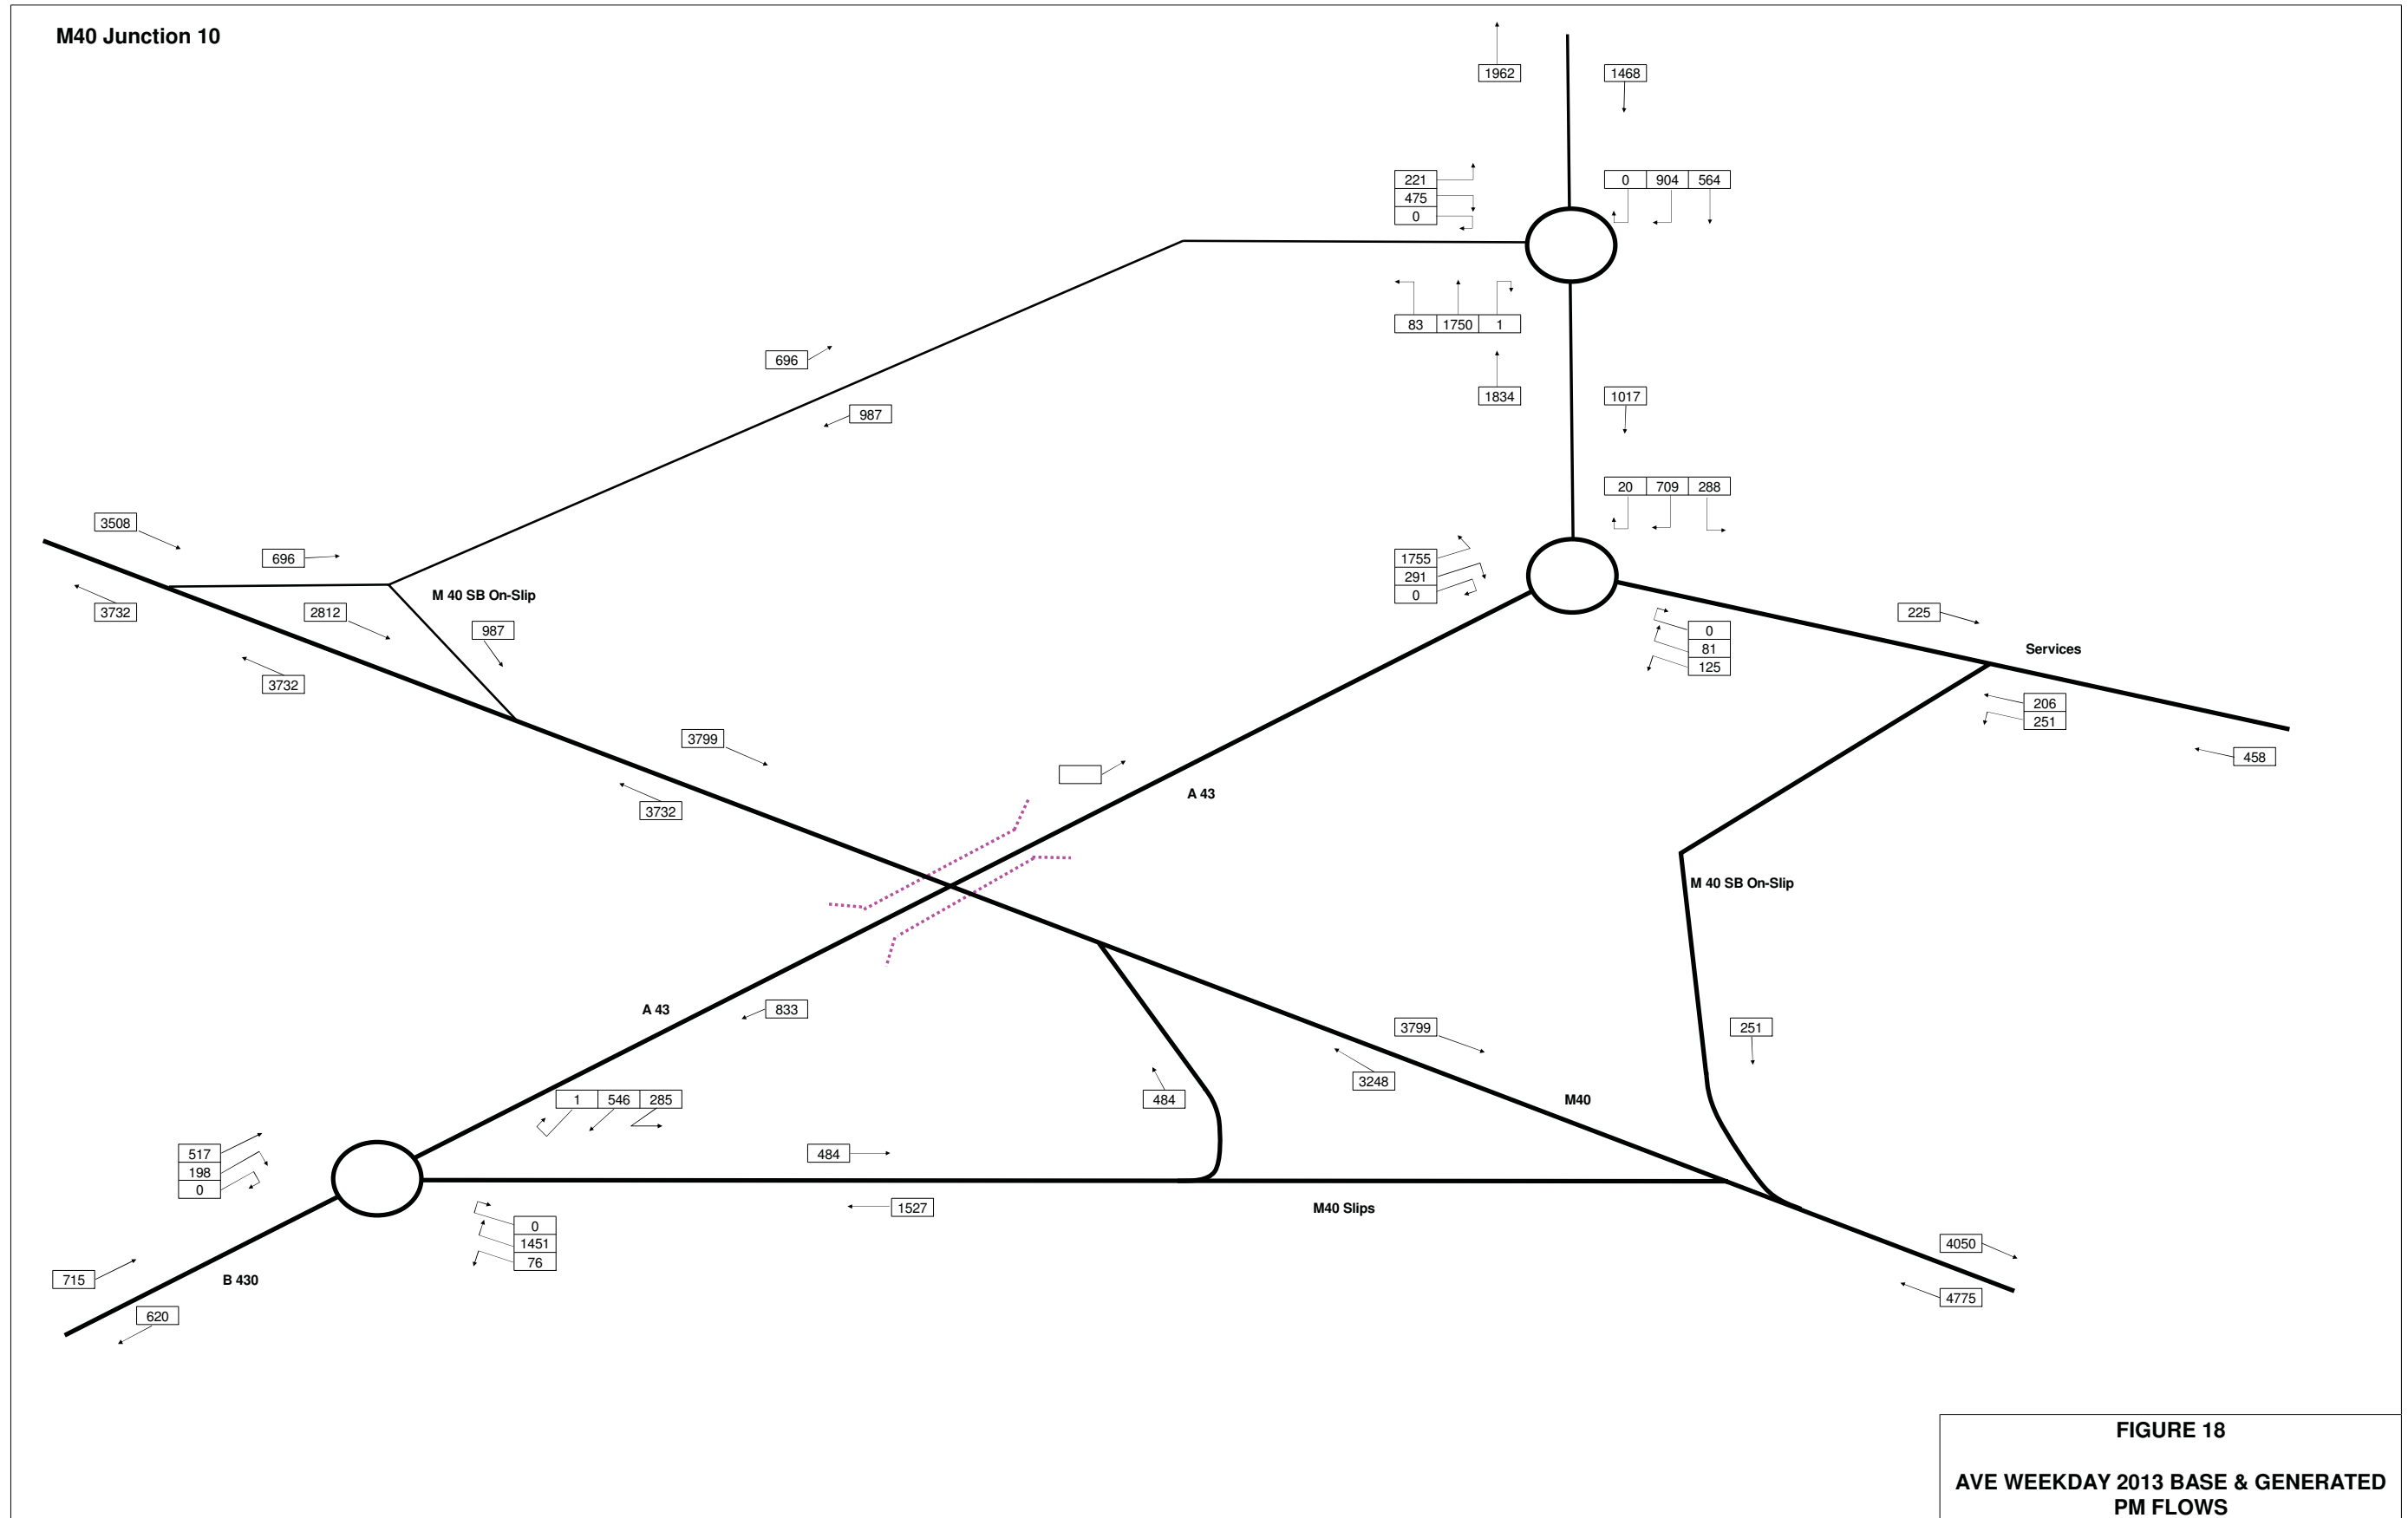 M40 Junction 10
1962
1468
221
475
0
0 904 564
83 1750 1
696
987
1834
1017
20 709 288
3508
696
1755
291
0
3732
2812
M 40 SB On-Slip
987
225
0
81
125
Services
3732
206
251
3799
458
3732
A 43
M 40 SB On-Slip
A 43
833
3799
251
3248
1 546 285
484
M40
517
198
0
484
1527
M40 Slips
0
1451
76
715
B 430
620
4050
4775
FIGURE 18
AVE WEEKDAY 2013 BASE & GENERATED
PM FLOWS